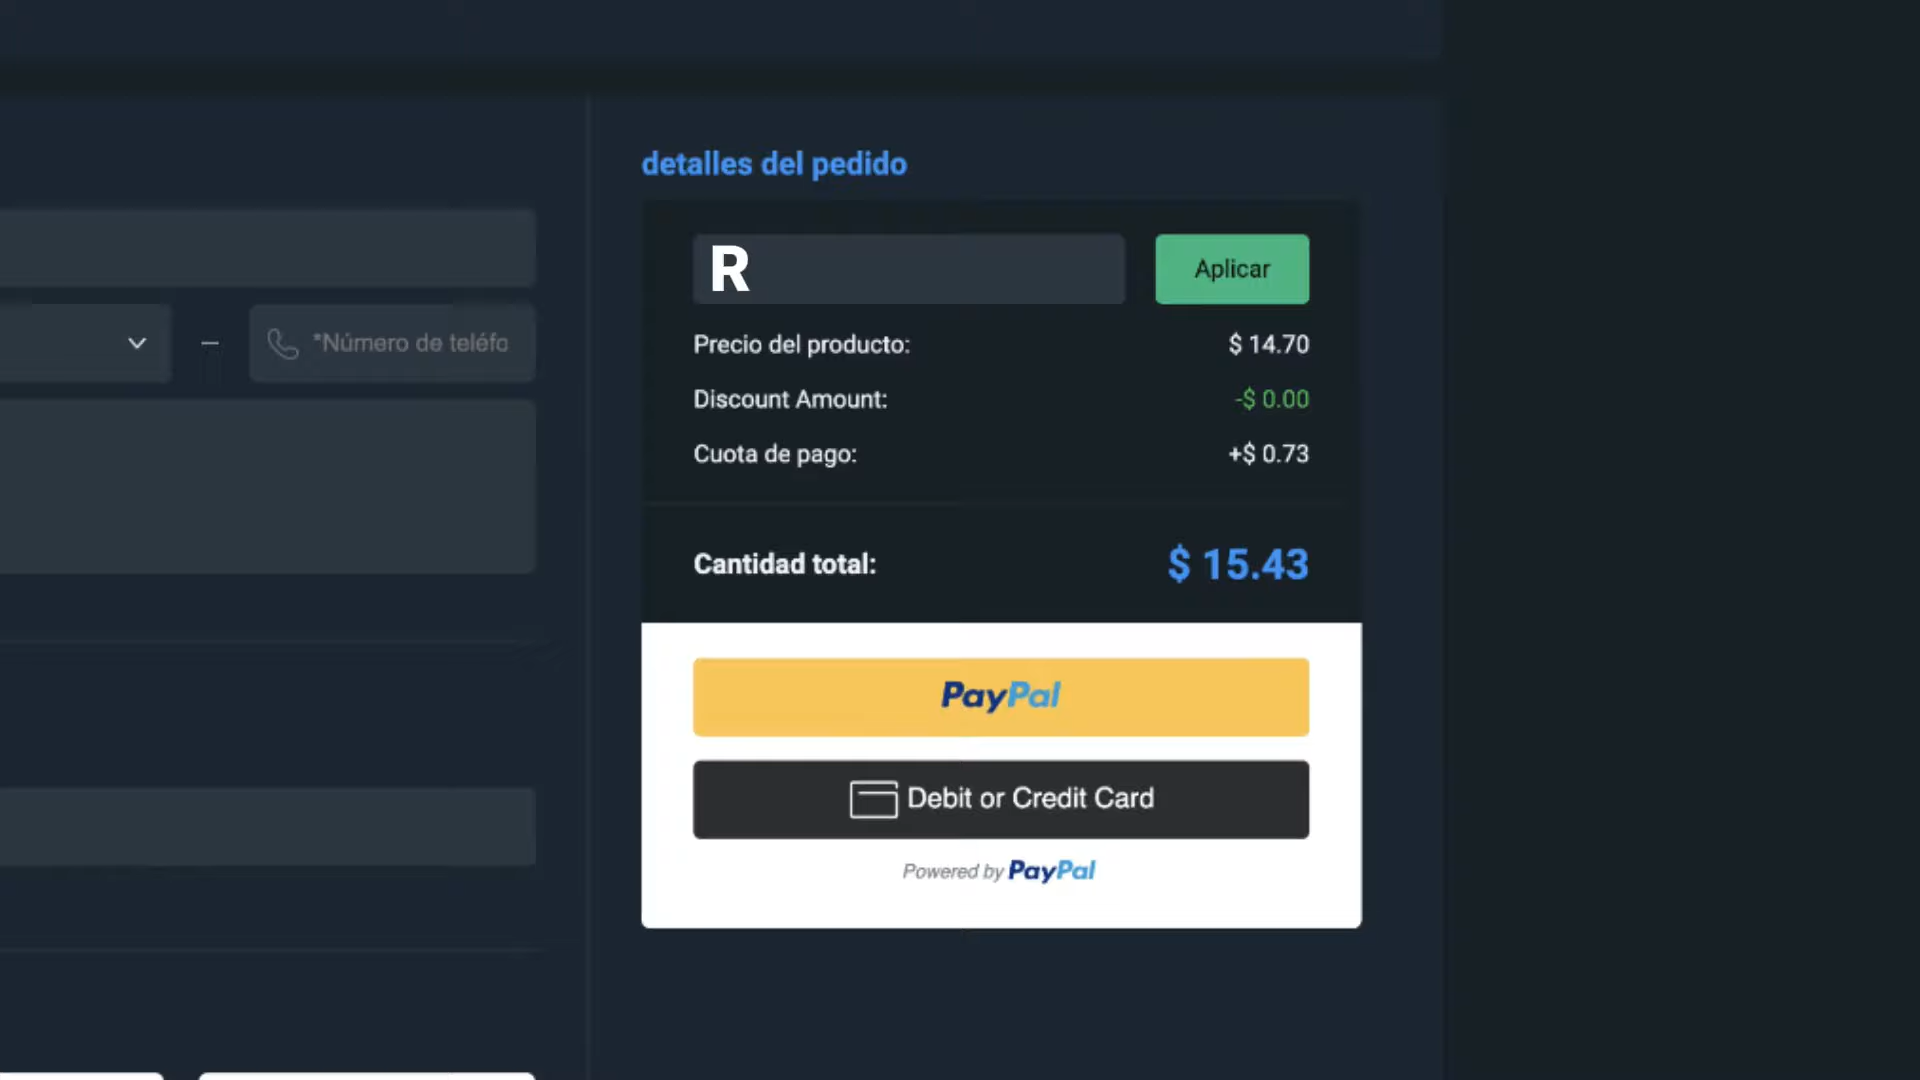 detalles del pedido
R
Aplicar
*Número de teléfo
Precio del producto: $ 14.70
Discount Amount: -$ 0.00
Cuota de pago: +$ 0.73
Cantidad total: $ 15.43
PayPal
Debit or Credit Card
Powered by PayPal